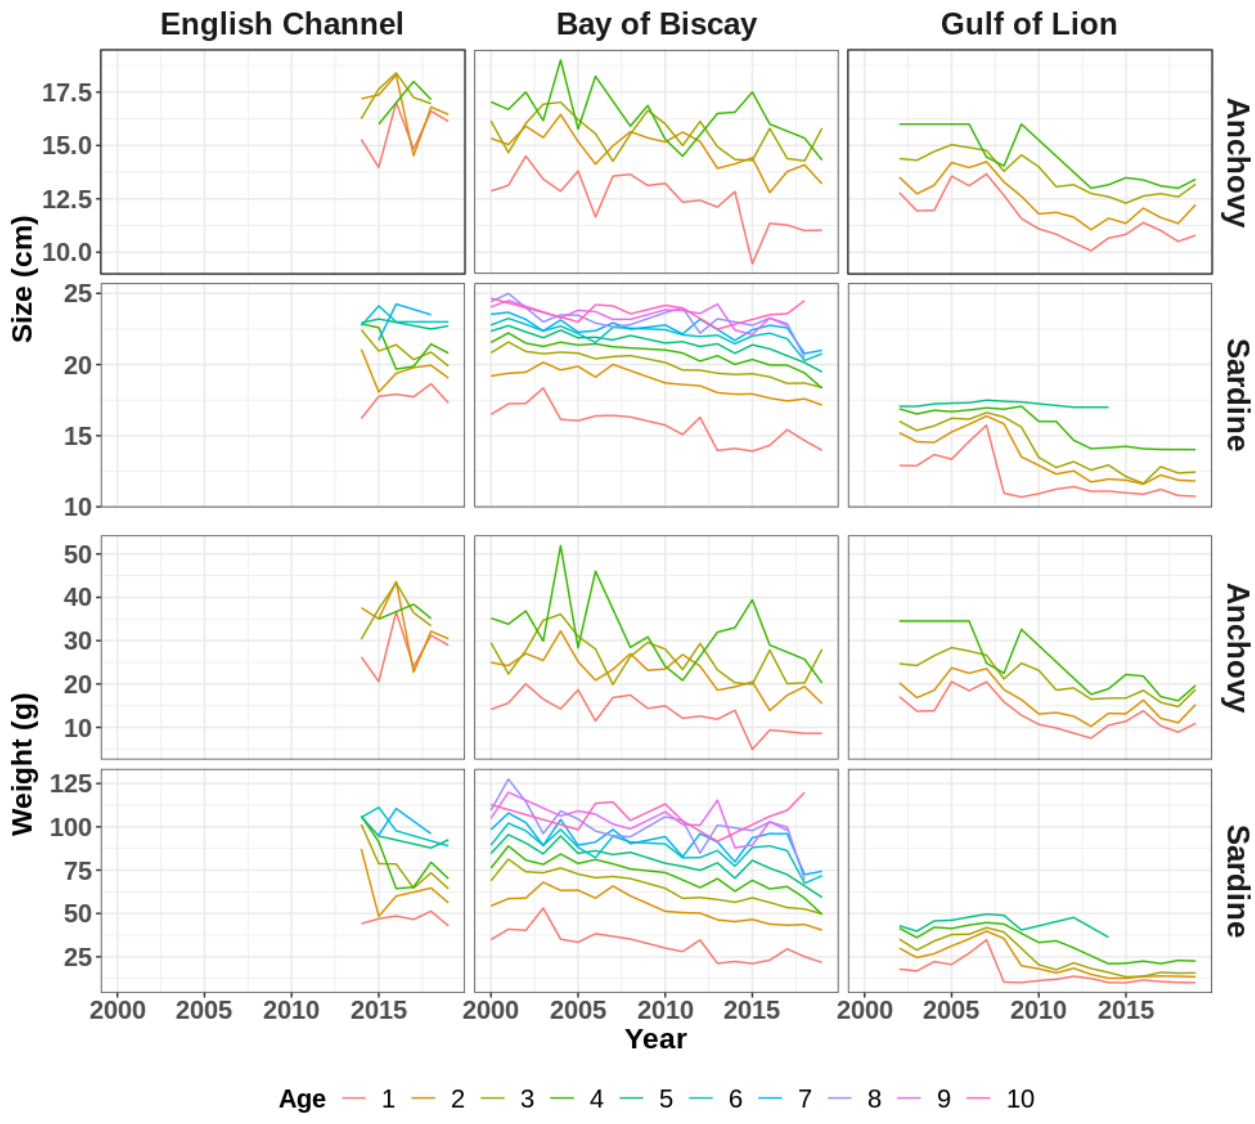 English Channel Bay of Biscay Gulf of Lion
17.5
15.0
12.5
10.0
Anchovy
Size (cm)
25
20
15
10
Sardine
50
40
30
20
10
Anchovy
Weight (g)
125
100
75
50
25
Sardine
2000 2005 2010 2015 2000 2005 2010 2015 2000 2005 2010 2015
Year
Age 1 2 3 4 5 6 7 8 9 10